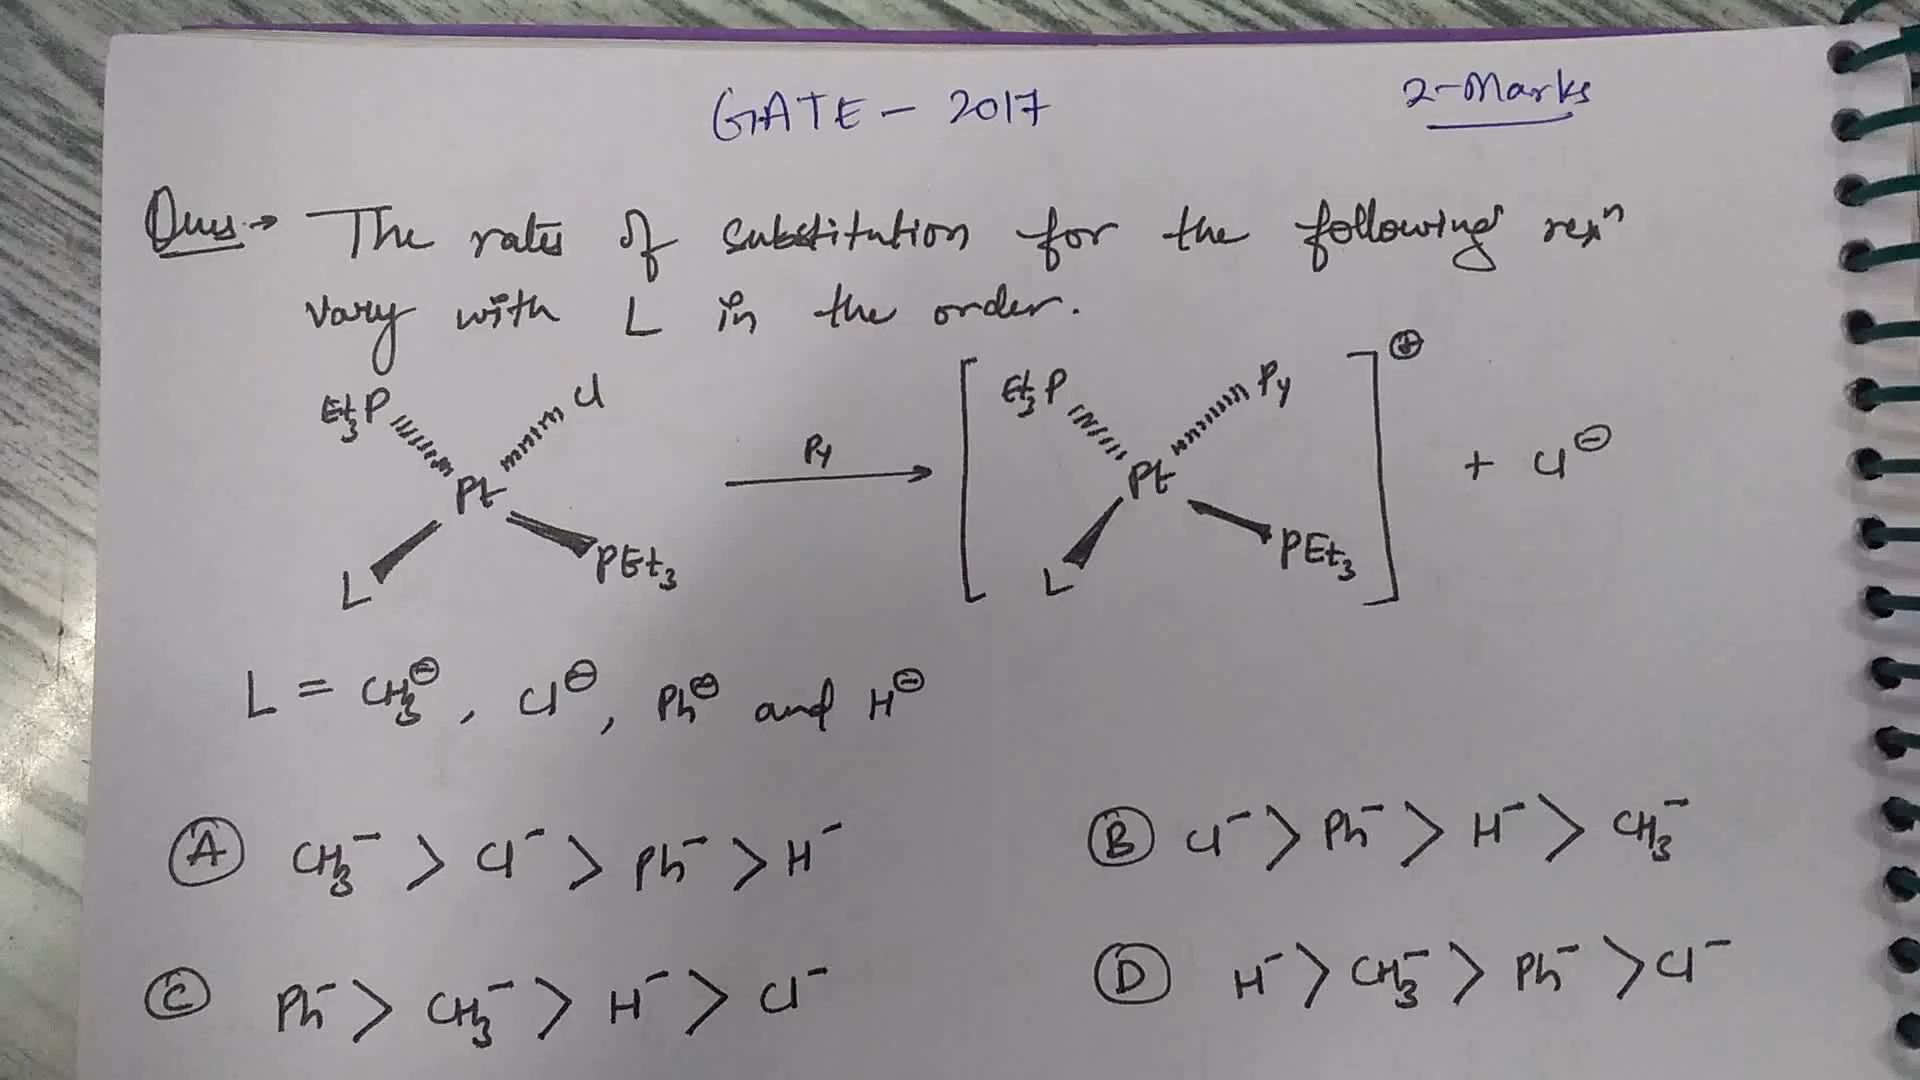 GATE - 2017
2-Marks
Ques.→ The rates of substitution for the following rexⁿ
vary with L in the order.
Et₃P Cl
Pt
L PEt₃
Py
Et₃P Py
Pt
L PEt₃
⊕
+ Cl⊖
L = CH₃⊖, Cl⊖, Ph⊖ and H⊖
Ⓐ CH₃⁻ > Cl⁻ > Ph⁻ > H⁻
Ⓑ Cl⁻ > Ph⁻ > H⁻ > CH₃⁻
Ⓒ Ph⁻ > CH₃⁻ > H⁻ > Cl⁻
Ⓓ H⁻ > CH₃⁻ > Ph⁻ > Cl⁻